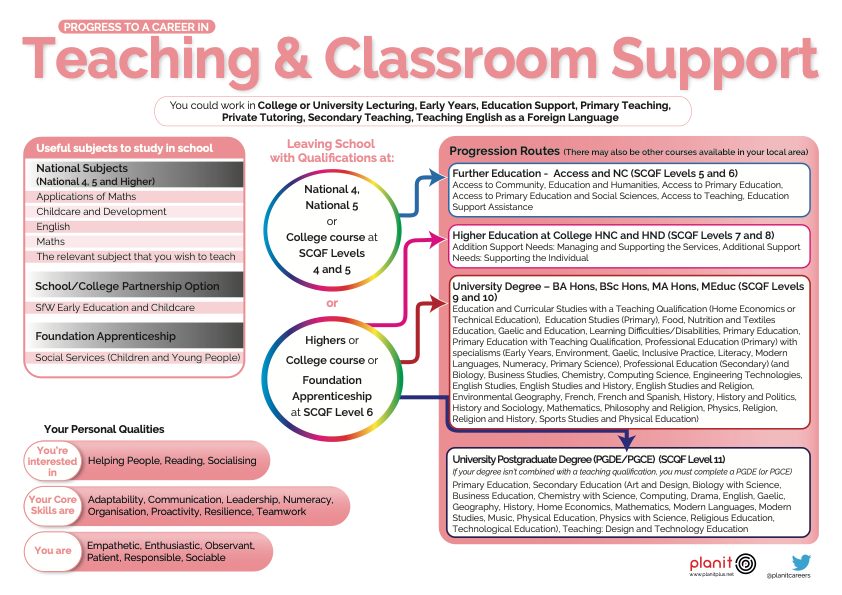 PROGRESS TO A CAREER IN
Teaching & Classroom Support
You could work in College or University Lecturing, Early Years, Education Support, Primary Teaching,
Private Tutoring, Secondary Teaching, Teaching English as a Foreign Language
Useful subjects to study in school
National Subjects
(National 4, 5 and Higher)
Applications of Maths
Childcare and Development
English
Maths
The relevant subject that you wish to teach
School/College Partnership Option
SfW Early Education and Childcare
Foundation Apprenticeship
Social Services (Children and Young People)
Leaving School
with Qualifications at:
National 4,
National 5
or
College course at
SCQF Levels
4 and 5
or
Highers or
College course or
Foundation
Apprenticeship
at SCQF Level 6
Progression Routes (There may also be other courses available in your local area)
Further Education - Access and NC (SCQF Levels 5 and 6)
Access to Community, Education and Humanities, Access to Primary Education,
Access to Primary Education and Social Sciences, Access to Teaching, Education
Support Assistance
Higher Education at College HNC and HND (SCQF Levels 7 and 8)
Addition Support Needs: Managing and Supporting the Services, Additional Support
Needs: Supporting the Individual
University Degree – BA Hons, BSc Hons, MA Hons, MEduc (SCQF Levels
9 and 10)
Education and Curricular Studies with a Teaching Qualification (Home Economics or
Technical Education), Education Studies (Primary), Food, Nutrition and Textiles
Education, Gaelic and Education, Learning Difficulties/Disabilities, Primary Education,
Primary Education with Teaching Qualification, Professional Education (Primary) with
specialisms (Early Years, Environment, Gaelic, Inclusive Practice, Literacy, Modern
Languages, Numeracy, Primary Science), Professional Education (Secondary) (and
Biology, Business Studies, Chemistry, Computing Science, Engineering Technologies,
English Studies, English Studies and History, English Studies and Religion,
Environmental Geography, French, French and Spanish, History, History and Politics,
History and Sociology, Mathematics, Philosophy and Religion, Physics, Religion,
Religion and History, Sports Studies and Physical Education)
University Postgraduate Degree (PGDE/PGCE) (SCQF Level 11)
(If your degree isn't combined with a teaching qualification, you must complete a PGDE (or PGCE)
Primary Education, Secondary Education (Art and Design, Biology with Science,
Business Education, Chemistry with Science, Computing, Drama, English, Gaelic,
Geography, History, Home Economics, Mathematics, Modern Languages, Modern
Studies, Music, Physical Education, Physics with Science, Religious Education,
Technological Education), Teaching: Design and Technology Education
Your Personal Qualities
You're
interested
in
Helping People, Reading, Socialising
Your Core
Skills are
Adaptability, Communication, Leadership, Numeracy,
Organisation, Proactivity, Resilience, Teamwork
You are
Empathetic, Enthusiastic, Observant,
Patient, Responsible, Sociable
planit
www.planitplus.net
@planitcareers